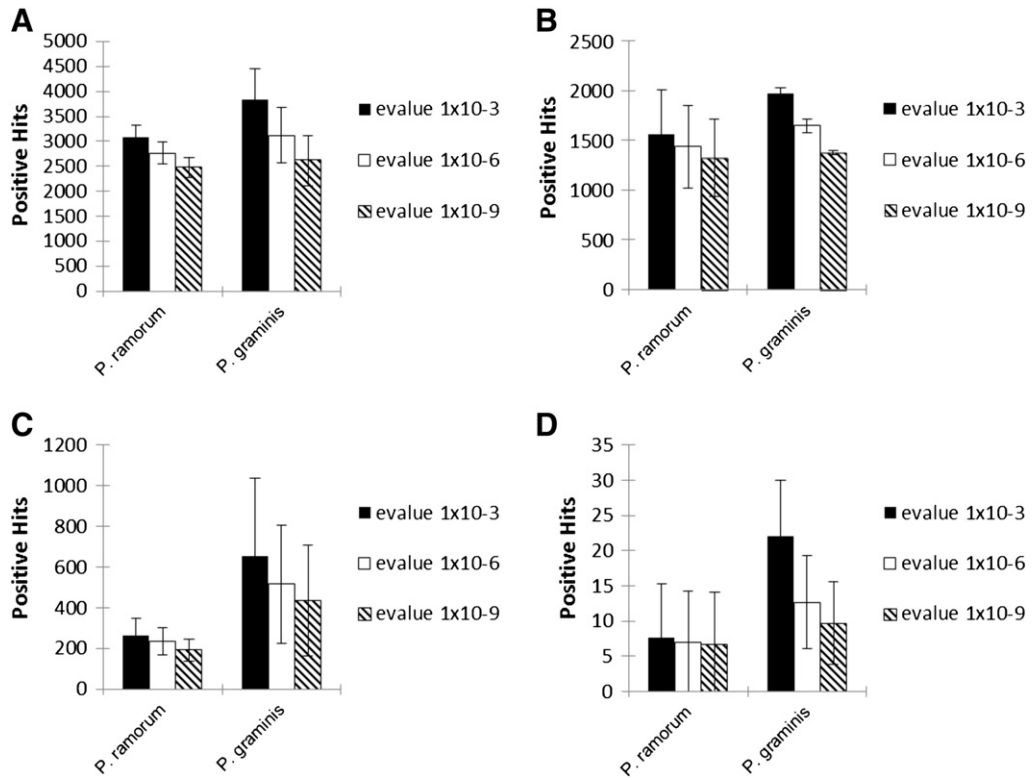 A
Positive Hits
5000
4500
4000
3500
3000
2500
2000
1500
1000
500
0
P. ramorum
P. graminis
evalue 1x10-3
evalue 1x10-6
evalue 1x10-9
B
Positive Hits
2500
2000
1500
1000
500
0
P. ramorum
P. graminis
evalue 1x10-3
evalue 1x10-6
evalue 1x10-9
C
Positive Hits
1200
1000
800
600
400
200
0
P. ramorum
P. graminis
evalue 1x10-3
evalue 1x10-6
evalue 1x10-9
D
Positive Hits
35
30
25
20
15
10
5
0
P. ramorum
P. graminis
evalue 1x10-3
evalue 1x10-6
evalue 1x10-9